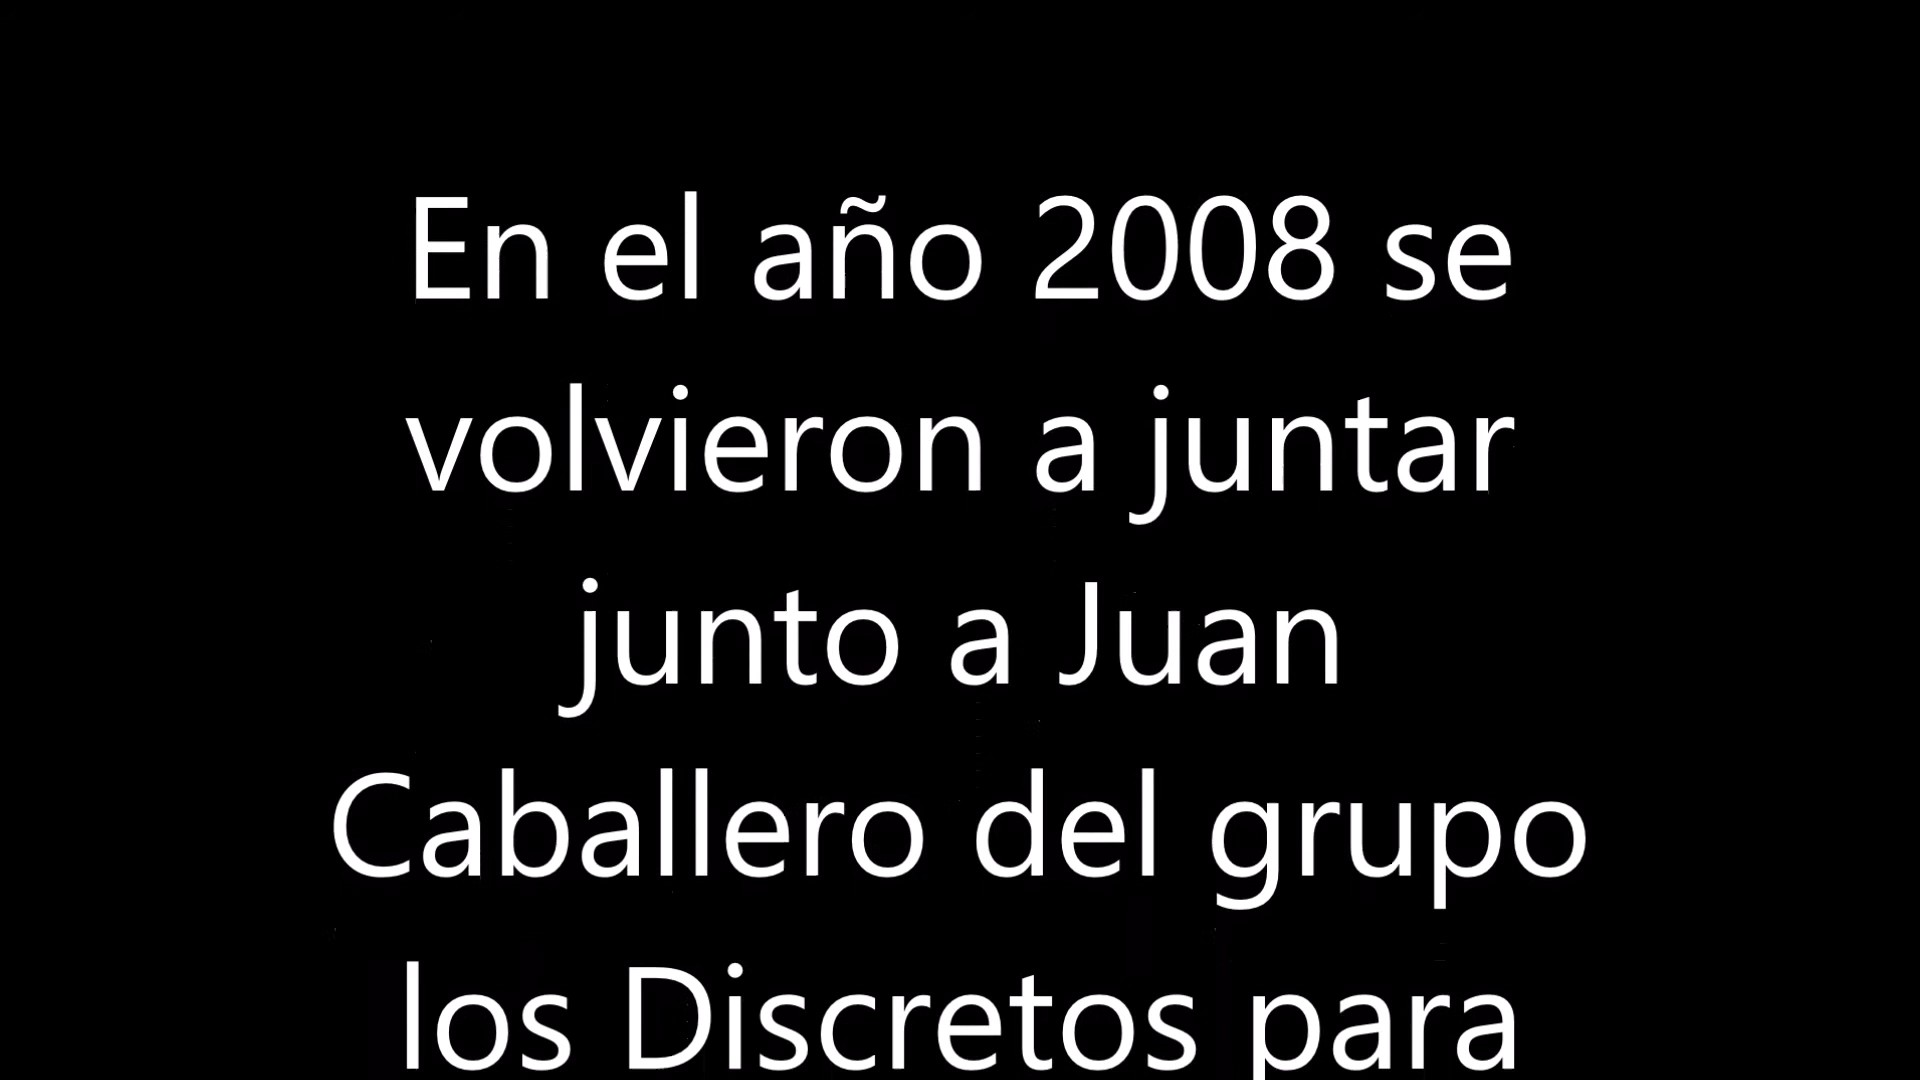 En el año 2008 se
volvieron a juntar
junto a Juan
Caballero del grupo
los Discretos para